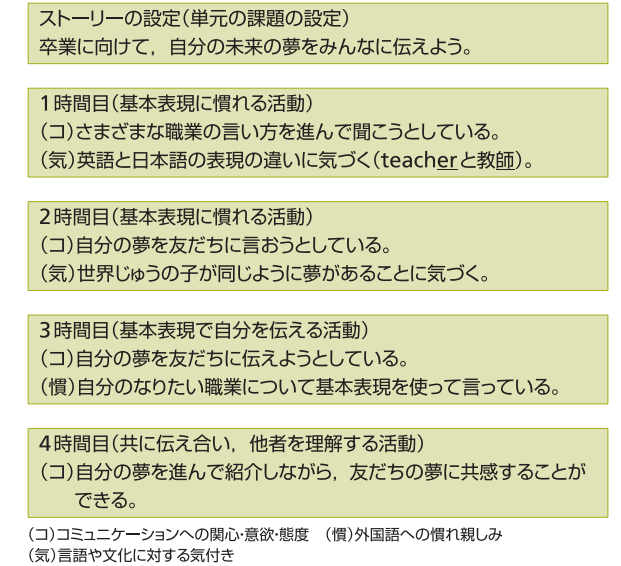 ストーリーの設定(単元の課題の設定)
卒業に向けて，自分の未来の夢をみんなに伝えよう。
1時間目(基本表現に慣れる活動)
(コ)さまざまな職業の言い方を進んで聞こうとしている。
(気)英語と日本語の表現の違いに気づく(teacherと教師)。
2時間目(基本表現に慣れる活動)
(コ)自分の夢を友だちに言おうとしている。
(気)世界じゅうの子が同じように夢があることに気づく。
3時間目(基本表現で自分を伝える活動)
(コ)自分の夢を友だちに伝えようとしている。
(慣)自分のなりたい職業について基本表現を使って言っている。
4時間目(共に伝え合い，他者を理解する活動)
(コ)自分の夢を進んで紹介しながら，友だちの夢に共感することが
できる。
(コ)コミュニケーションへの関心･意欲･態度　(慣)外国語への慣れ親しみ
(気)言語や文化に対する気付き